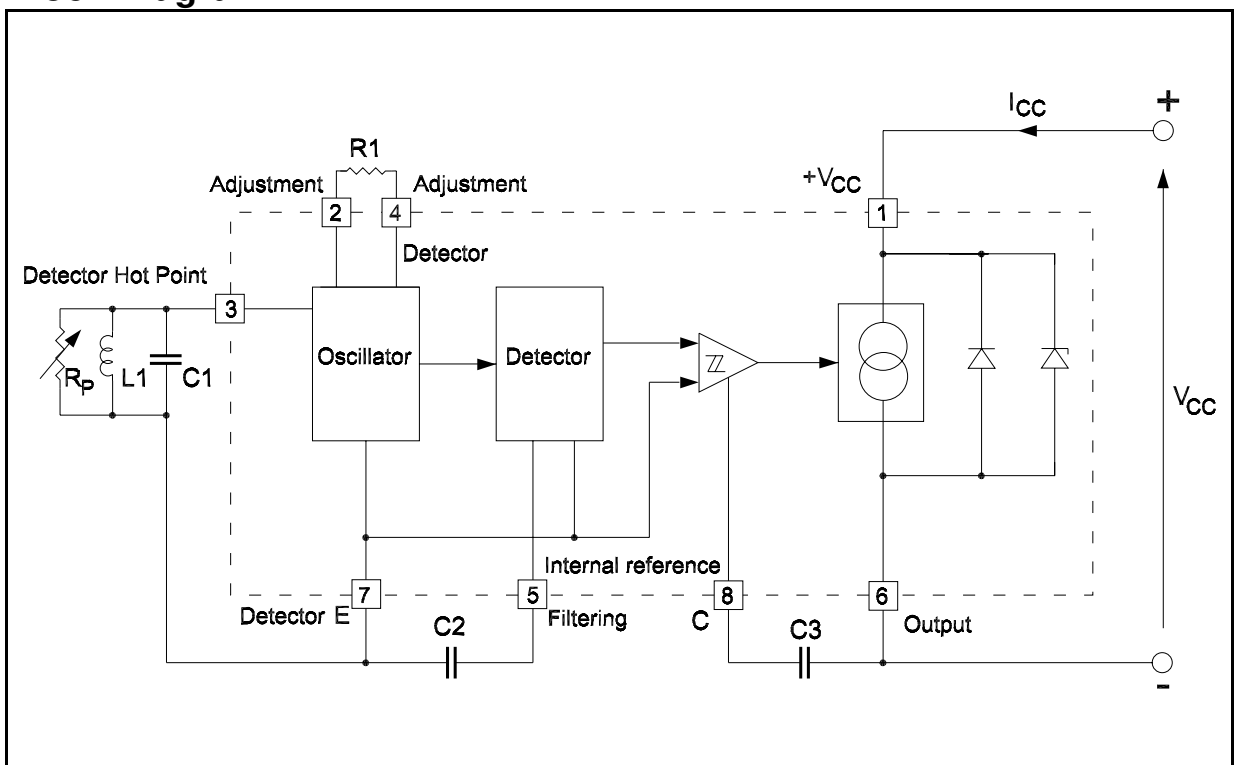 ICC
+
R1
Adjustment
Adjustment
+VCC
2
4
1
Detector
Detector Hot Point
3
Oscillator
Detector
RP
L1
C1
VCC
Internal reference
7
5
8
6
Detector E
Filtering
C
Output
C2
C3
-